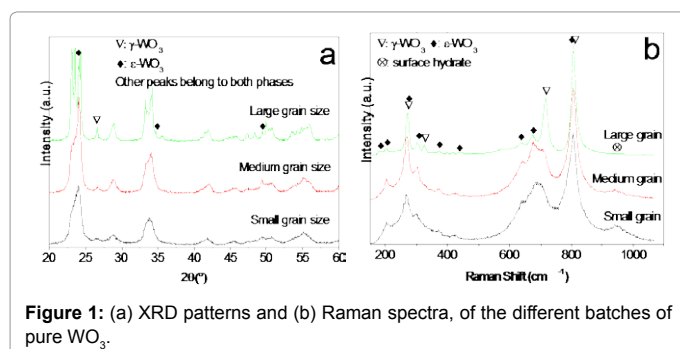 ∇: γ-WO₃
♦: ε-WO₃
Other peaks belong to both phases
a
Large grain size
Medium grain size
Small grain size
Intensity (a.u.)
20 25 30 35 40 45 50 55 60
2θ(°)
∇: γ-WO₃ ♦: ε-WO₃
⊗ surface hydrate
b
Large grain
Medium grain
Small grain
Intensity (a.u.)
200 400 600 800 1000
Raman Shift (cm⁻¹)
Figure 1: (a) XRD patterns and (b) Raman spectra, of the different batches of
pure WO₃.